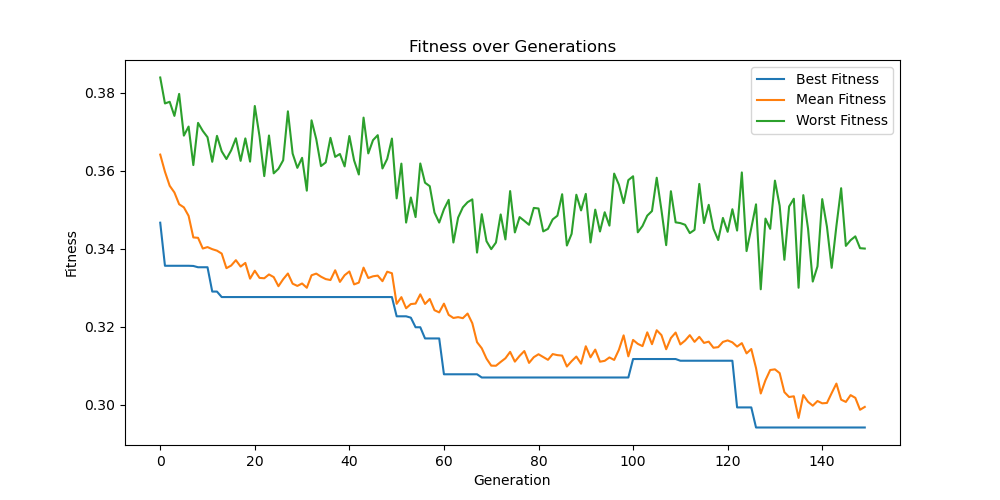 Fitness over Generations
Best Fitness
Mean Fitness
Worst Fitness
Fitness
0.38
0.36
0.34
0.32
0.30
0 20 40 60 80 100 120 140
Generation